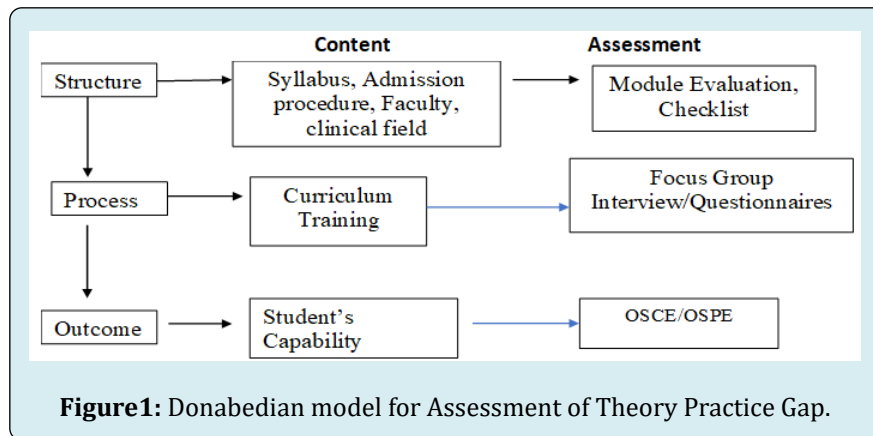 Content
Assessment
Structure
Syllabus, Admission
procedure, Faculty,
clinical field
Module Evaluation,
Checklist
Process
Curriculum
Training
Focus Group
Interview/Questionnaires
Outcome
Student's
Capability
OSCE/OSPE
Figure1: Donabedian model for Assessment of Theory Practice Gap.